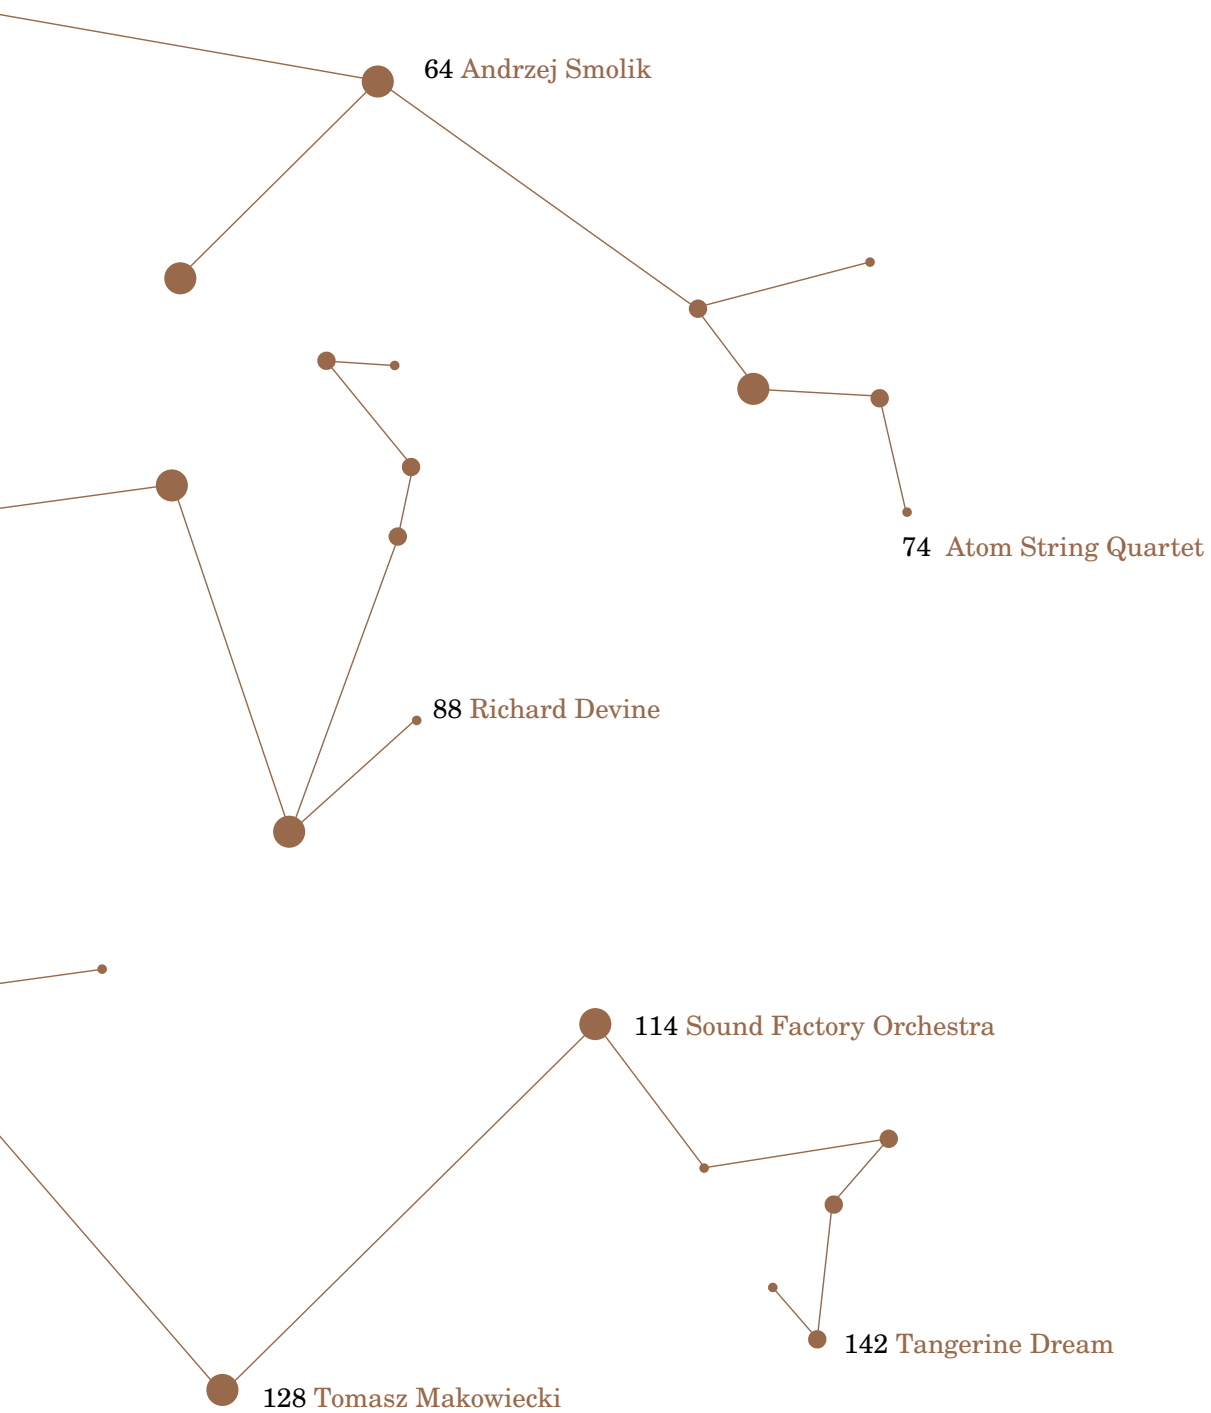 64 Andrzej Smolik
74 Atom String Quartet
88 Richard Devine
114 Sound Factory Orchestra
142 Tangerine Dream
128 Tomasz Makowiecki